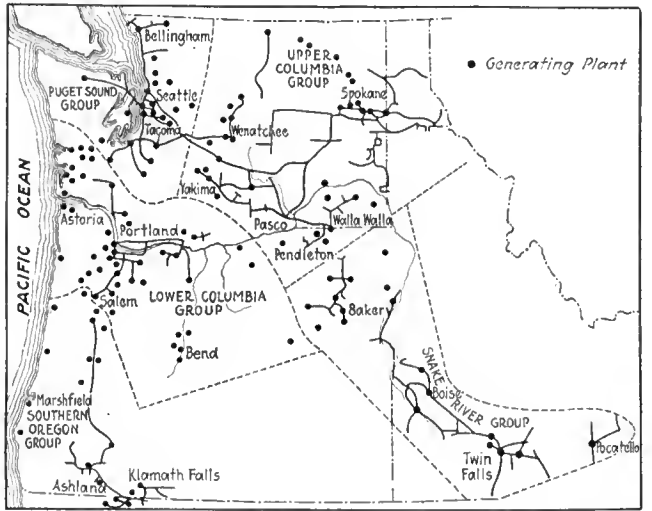 Bellingham
UPPER
COLUMBIA
GROUP
Generating Plant
PUGET SOUND
GROUP
Seattle
Spokane
Tacoma
Wenatchee
Yakima
PACIFIC OCEAN
Astoria
Portland
Pasco
Walla Walla
Pendleton
Salem
LOWER COLUMBIA
GROUP
Bakery
Bend
SNAKE RIVER GROUP
Boise
Marshfield
SOUTHERN
OREGON
GROUP
Twin
Falls
Pocatello
Klamath Falls
Ashland